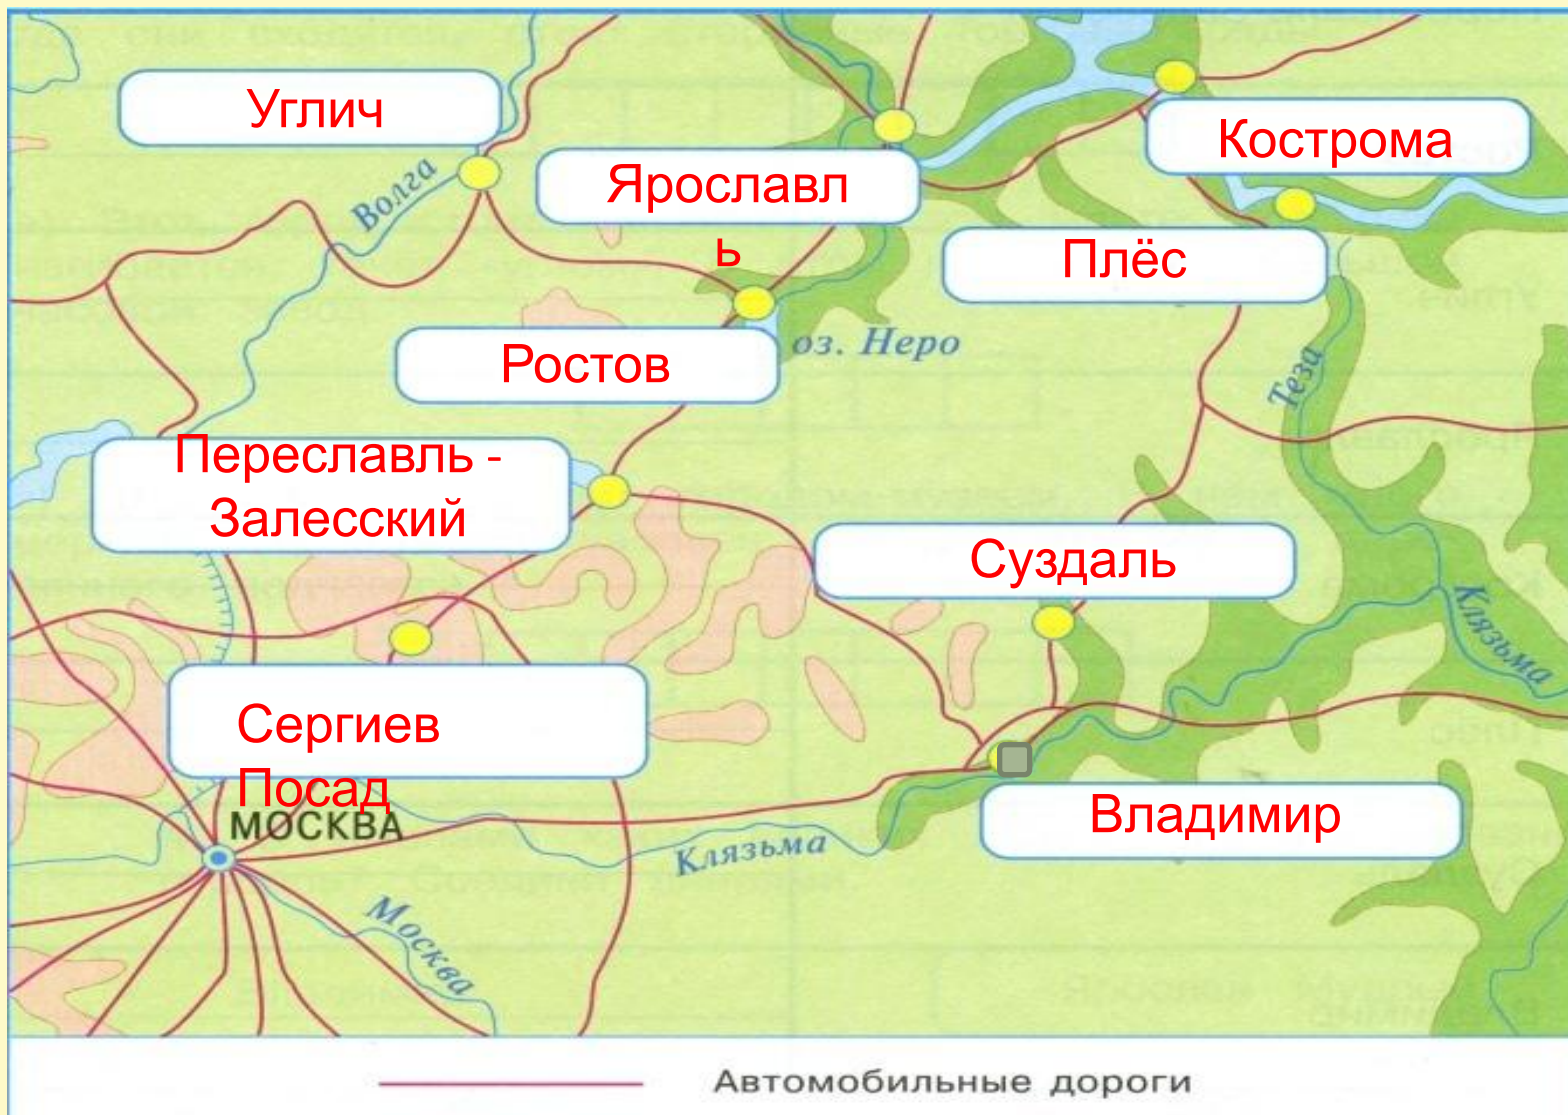 Углич
Волга
Ярославл
ь
Кострома
Плёс
Ростов
оз. Неро
Теза
Переславль -
Залесский
Суздаль
Клязьма
Сергиев
Посад
МОСКВА
Владимир
Клязьма
Москва
Автомобильные дороги